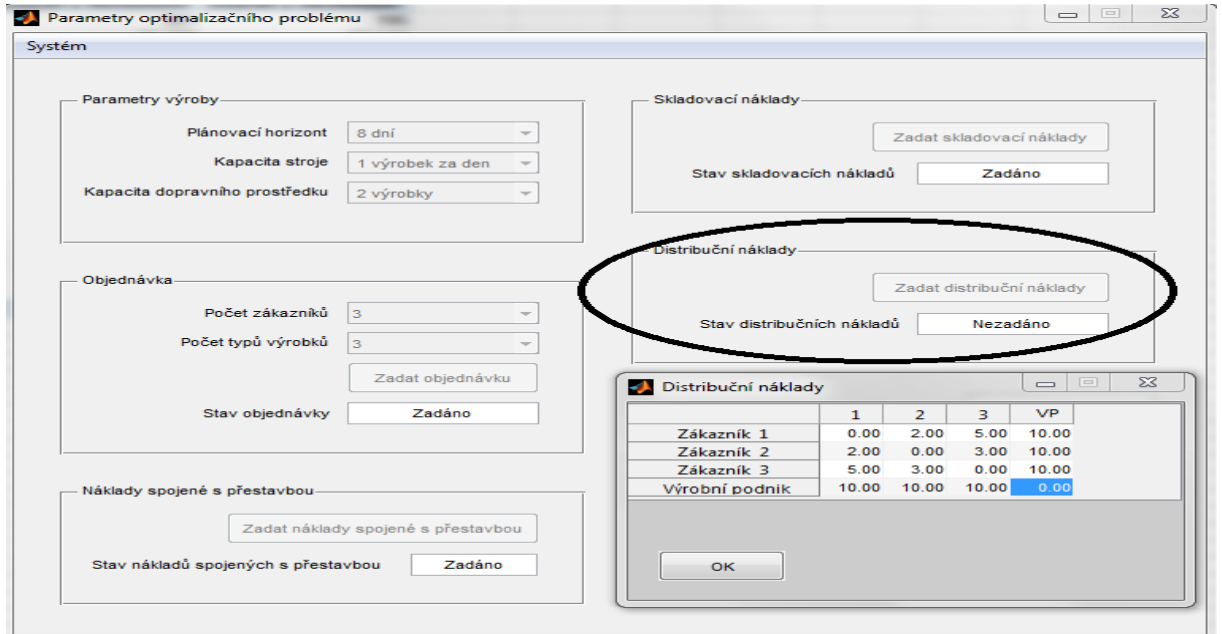 Parametry optimalizačního problému
Systém
Parametry výroby
Plánovací horizont 8 dní
Kapacita stroje 1 výrobek za den
Kapacita dopravního prostředku 2 výrobky
Objednávka
Počet zákazníků 3
Počet typů výrobků 3
Zadat objednávku
Stav objednávky Zadáno
Náklady spojené s přestavbou
Zadat náklady spojené s přestavbou
Stav nákladů spojených s přestavbou Zadáno
Skladovací náklady
Zadat skladovací náklady
Stav skladovacích nákladů Zadáno
Distribuční náklady
Zadat distribuční náklady
Stav distribučních nákladů Nezadáno
Distribuční náklady
1 2 3 VP
Zákazník 1 0.00 2.00 5.00 10.00
Zákazník 2 2.00 0.00 3.00 10.00
Zákazník 3 5.00 3.00 0.00 10.00
Výrobní podnik 10.00 10.00 10.00 0.00
OK